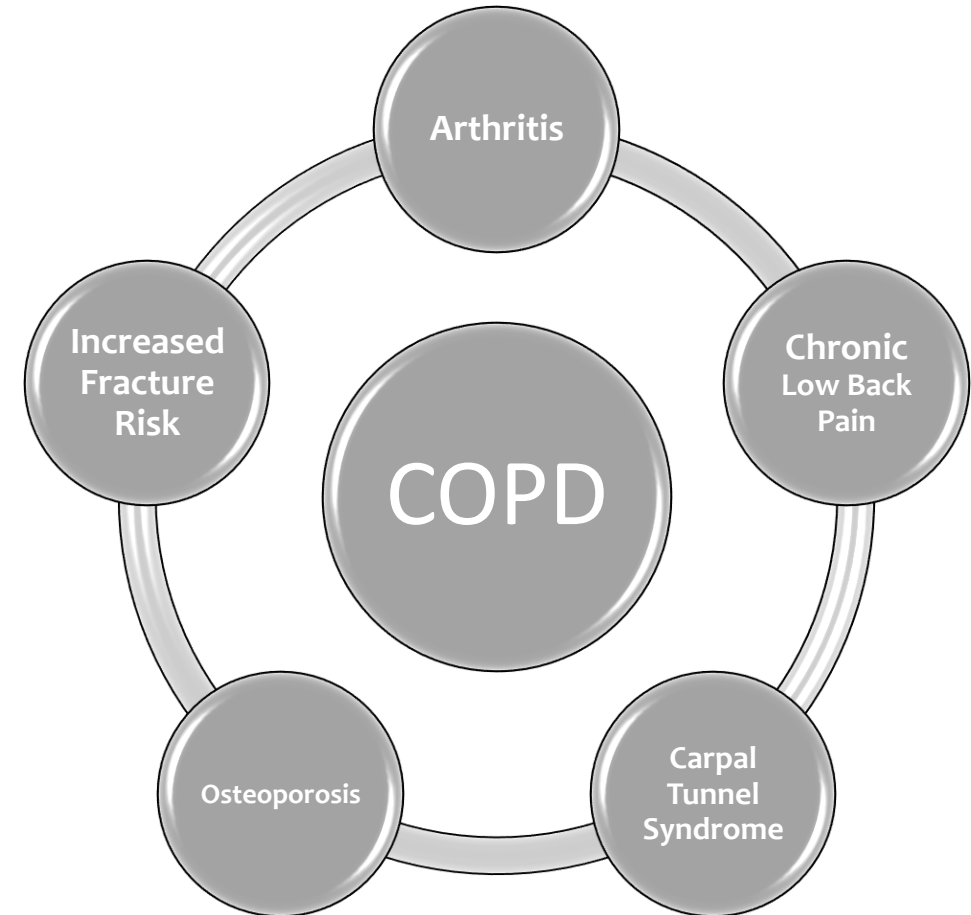 Arthritis
Increased
Fracture
Risk
Chronic
Low Back
Pain
COPD
Osteoporosis
Carpal
Tunnel
Syndrome